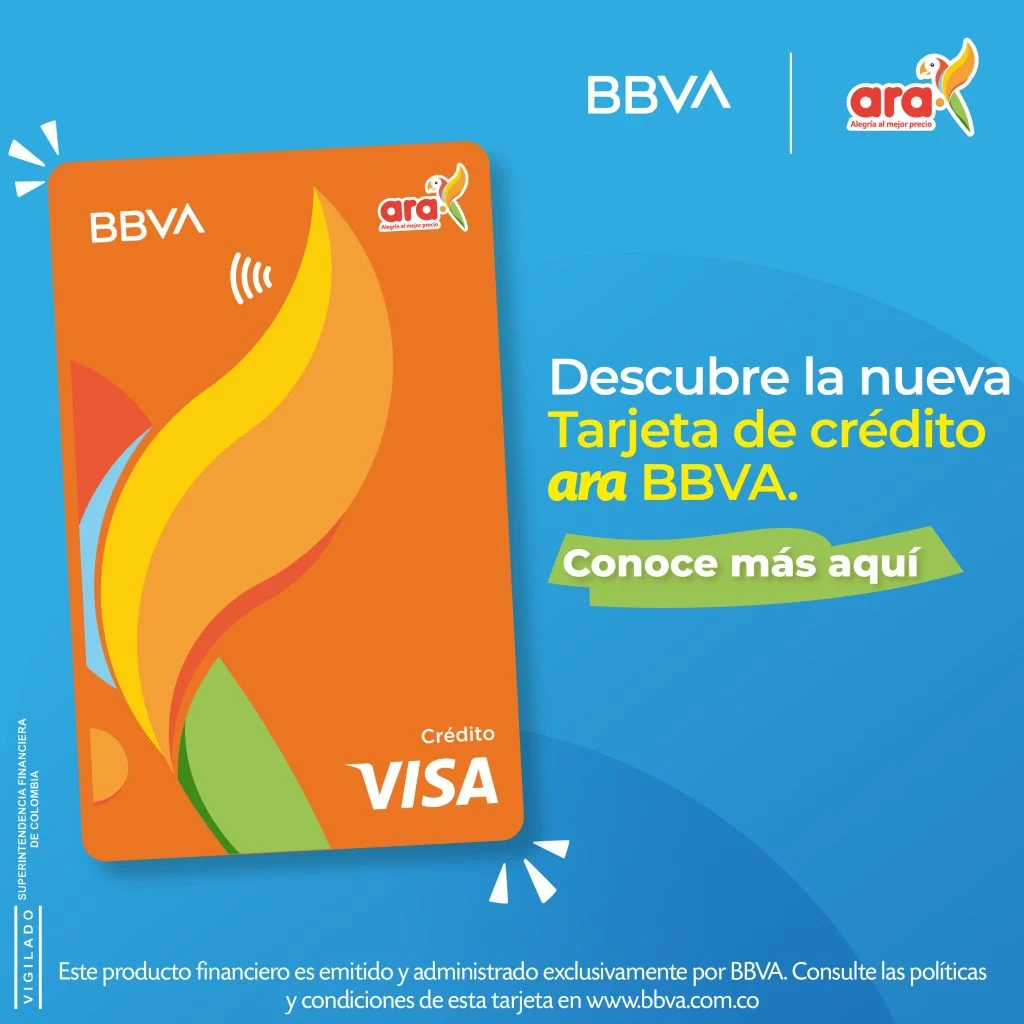 BBVA
ara
Alegría al mejor precio
BBVA
ara
Alegría al mejor precio
Descubre la nueva
Tarjeta de crédito
ara BBVA.
Conoce más aquí
Crédito
VISA
VIGILADO
SUPERINTENDENCIA FINANCIERA
DE COLOMBIA
Este producto financiero es emitido y administrado exclusivamente por BBVA. Consulte las políticas
y condiciones de esta tarjeta en www.bbva.com.co